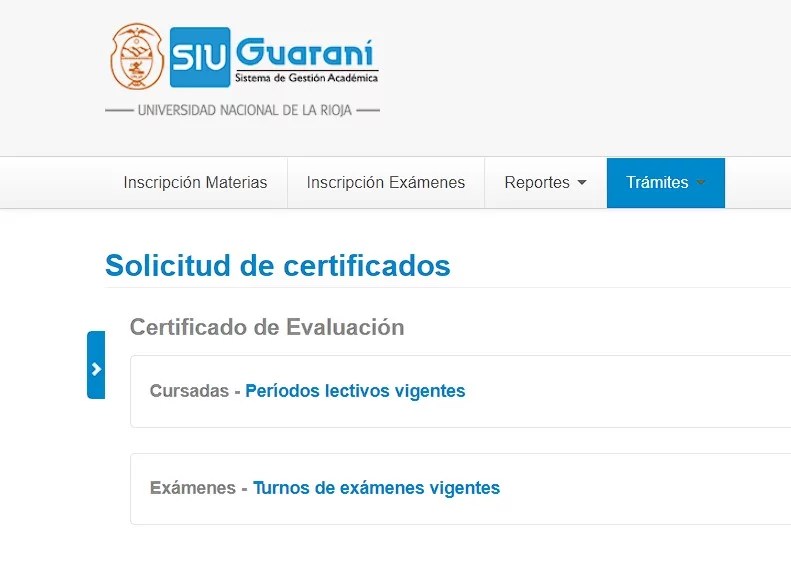 SIU Guaraní
Sistema de Gestión Académica
UNIVERSIDAD NACIONAL DE LA RIOJA
Inscripción Materias Inscripción Exámenes Reportes Trámites
Solicitud de certificados
Certificado de Evaluación
Cursadas - Períodos lectivos vigentes
Exámenes - Turnos de exámenes vigentes